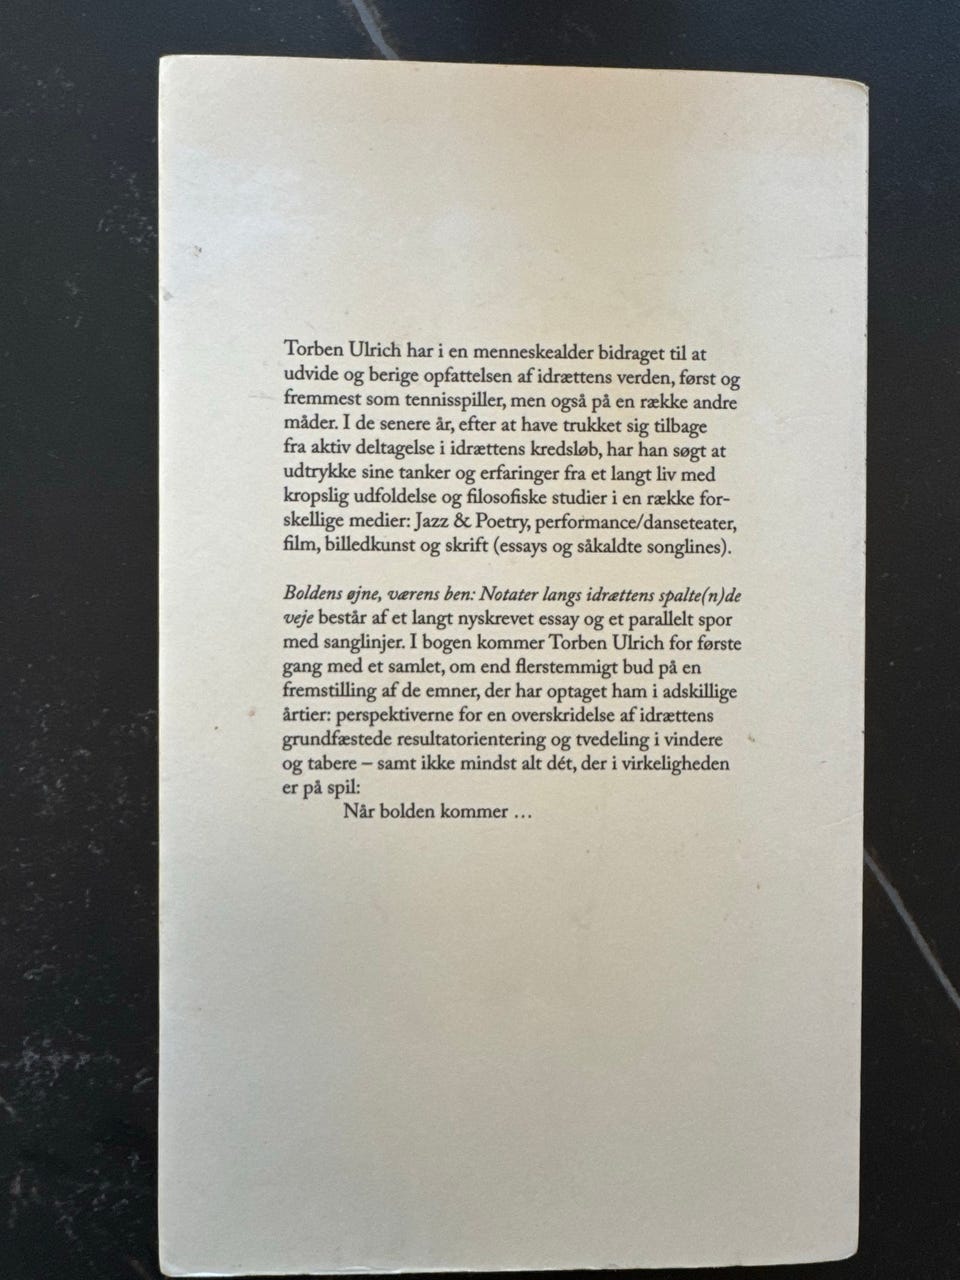 Torben Ulrich har i en menneskealder bidraget til at
udvide og berige opfattelsen af idrættens verden, først og
fremmest som tennisspiller, men også på en række andre
måder. I de senere år, efter at have trukket sig tilbage
fra aktiv deltagelse i idrættens kredsløb, har han søgt at
udtrykke sine tanker og erfaringer fra et langt liv med
kropslig udfoldelse og filosofiske studier i en række for-
skellige medier: Jazz & Poetry, performance/danseteater,
film, billedkunst og skrift (essays og såkaldte songlines).
Boldens øjne, værens ben: Notater langs idrættens spalte(n)de
veje består af et langt nyskrevet essay og et parallelt spor
med sanglinjer. I bogen kommer Torben Ulrich for første
gang med et samlet, om end flerstemmigt bud på en
fremstilling af de emner, der har optaget ham i adskillige
årtier: perspektiverne for en overskridelse af idrættens
grundfæstede resultatorientering og tvedeling i vindere
og tabere – samt ikke mindst alt dét, der i virkeligheden
er på spil:
Når bolden kommer …